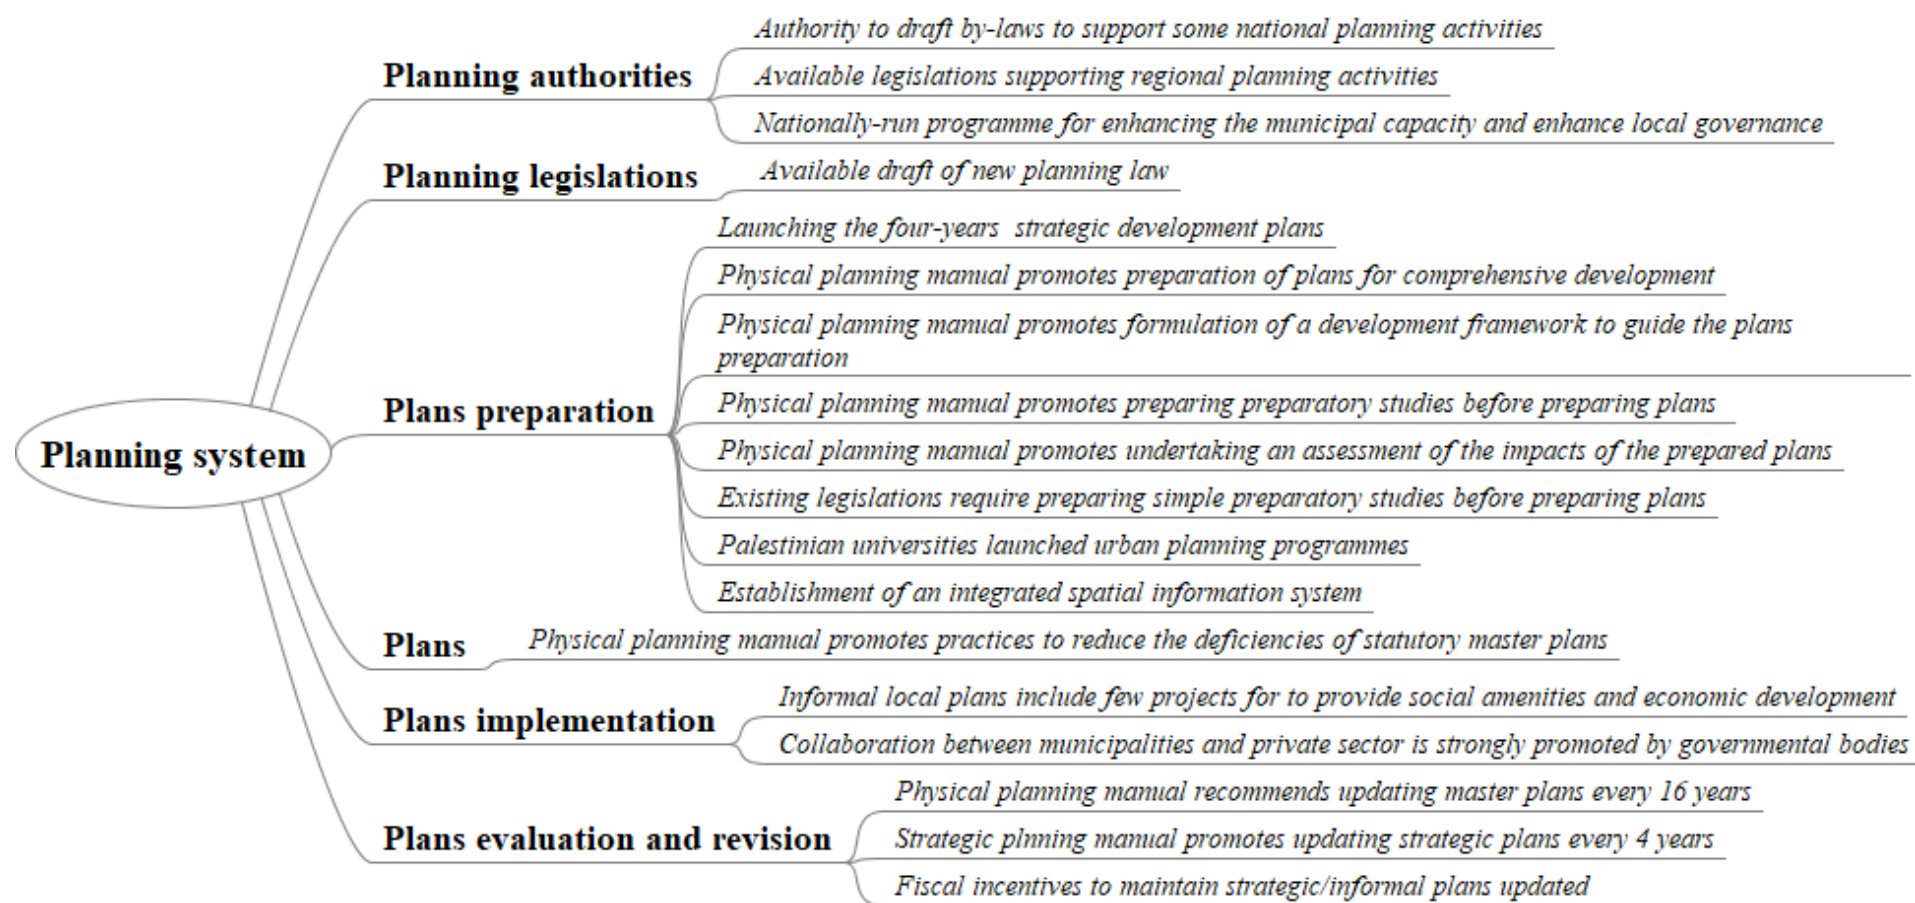 Planning system
Planning authorities
Authority to draft by-laws to support some national planning activities
Available legislations supporting regional planning activities
Nationally-run programme for enhancing the municipal capacity and enhance local governance
Planning legislations
Available draft of new planning law
Plans preparation
Launching the four-years  strategic development plans
Physical planning manual promotes preparation of plans for comprehensive development
Physical planning manual promotes formulation of a development framework to guide the plans
preparation
Physical planning manual promotes preparing preparatory studies before preparing plans
Physical planning manual promotes undertaking an assessment of the impacts of the prepared plans
Existing legislations require preparing simple preparatory studies before preparing plans
Palestinian universities launched urban planning programmes
Establishment of an integrated spatial information system
Plans
Physical planning manual promotes practices to reduce the deficiencies of statutory master plans
Plans implementation
Informal local plans include few projects for to provide social amenities and economic development
Collaboration between municipalities and private sector is strongly promoted by governmental bodies
Plans evaluation and revision
Physical planning manual recommends updating master plans every 16 years
Strategic plnning manual promotes updating strategic plans every 4 years
Fiscal incentives to maintain strategic/informal plans updated